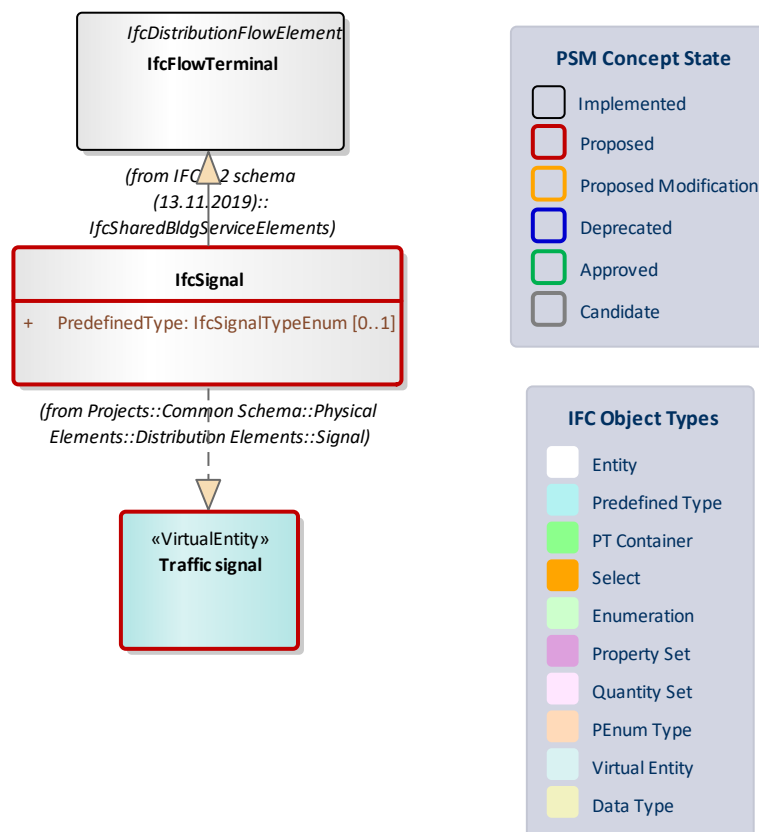 IfcDistributionFlowElement
IfcFlowTerminal
(from IFC 2 schema
(13.11.2019)::
IfcSharedBldgServiceElements)
IfcSignal
+ PredefinedType: IfcSignalTypeEnum [0..1]
(from Projects::Common Schema::Physical
Elements::Distribution Elements::Signal)
«VirtualEntity»
Traffic signal
PSM Concept State
Implemented
Proposed
Proposed Modification
Deprecated
Approved
Candidate
IFC Object Types
Entity
Predefined Type
PT Container
Select
Enumeration
Property Set
Quantity Set
PEnum Type
Virtual Entity
Data Type